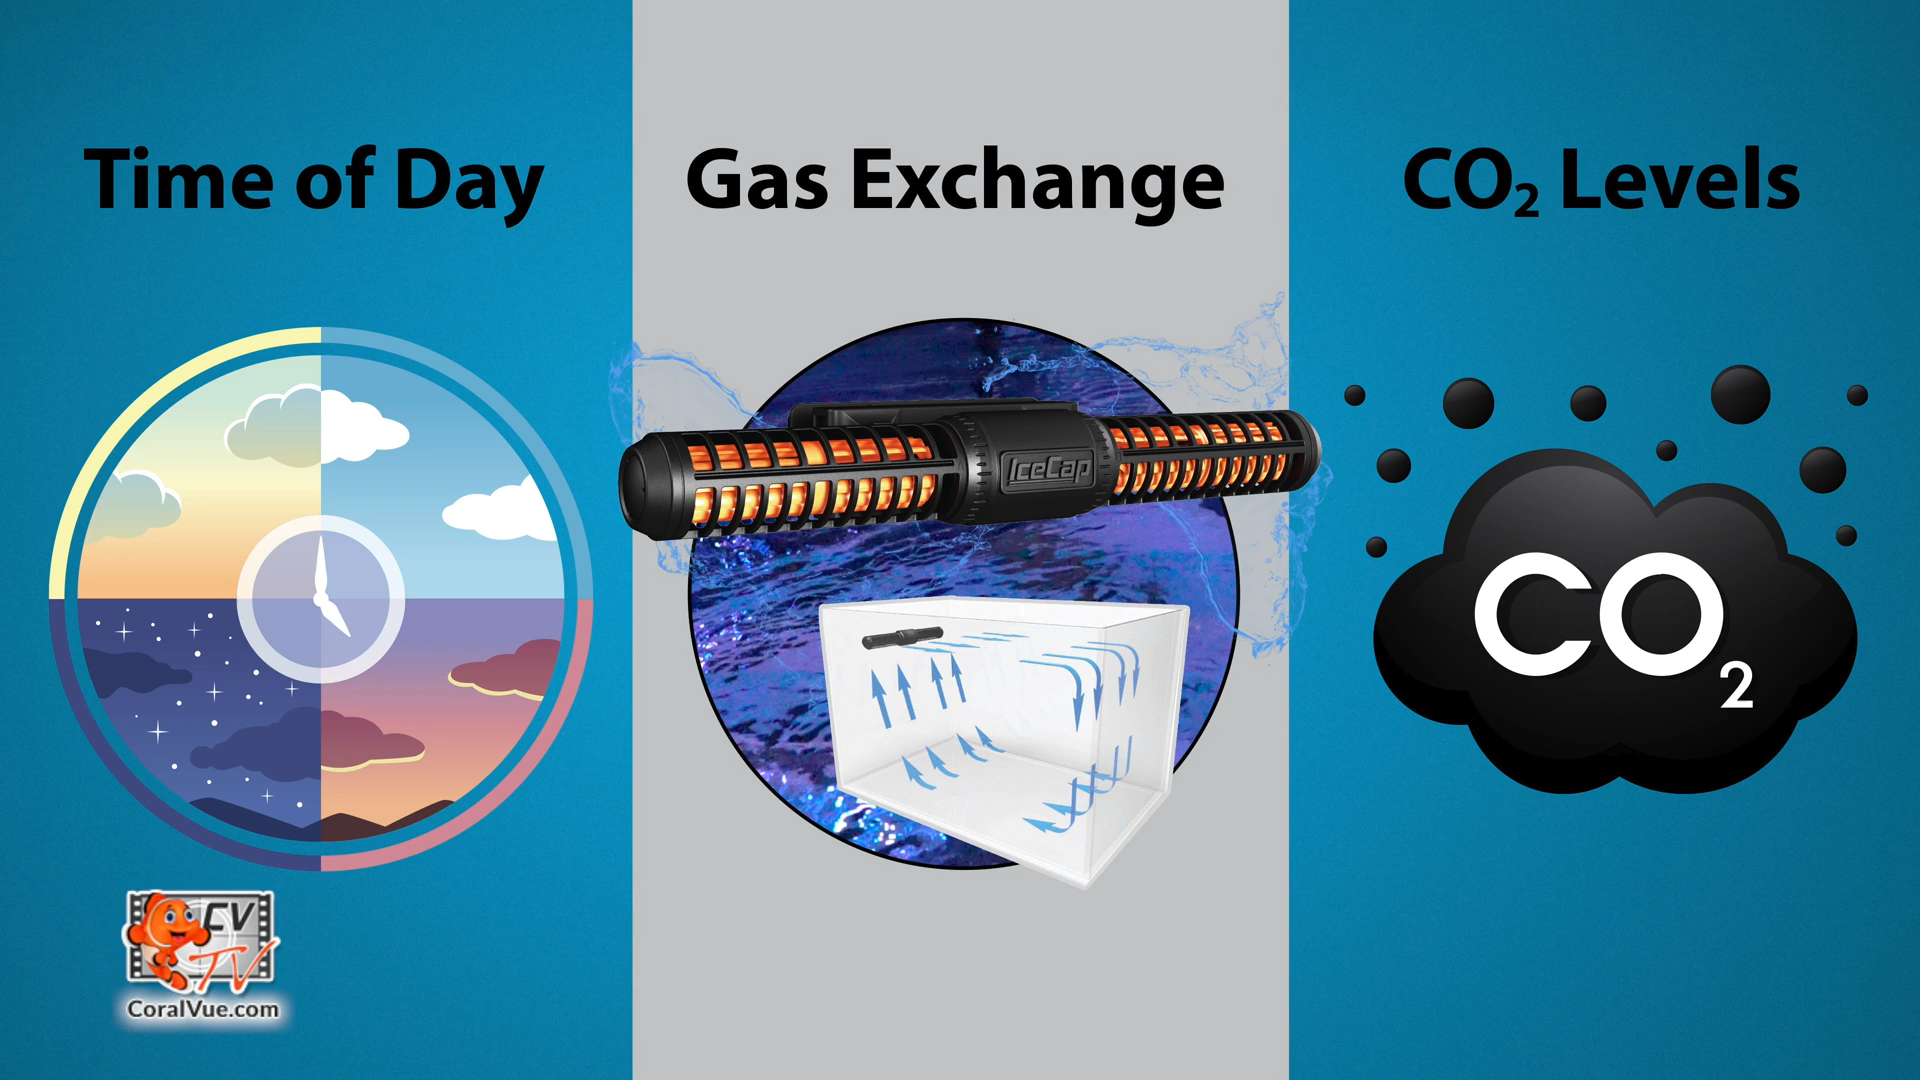 Time of Day
Gas Exchange
CO₂ Levels
IceCap
CO₂
CV
TV
CoralVue.com